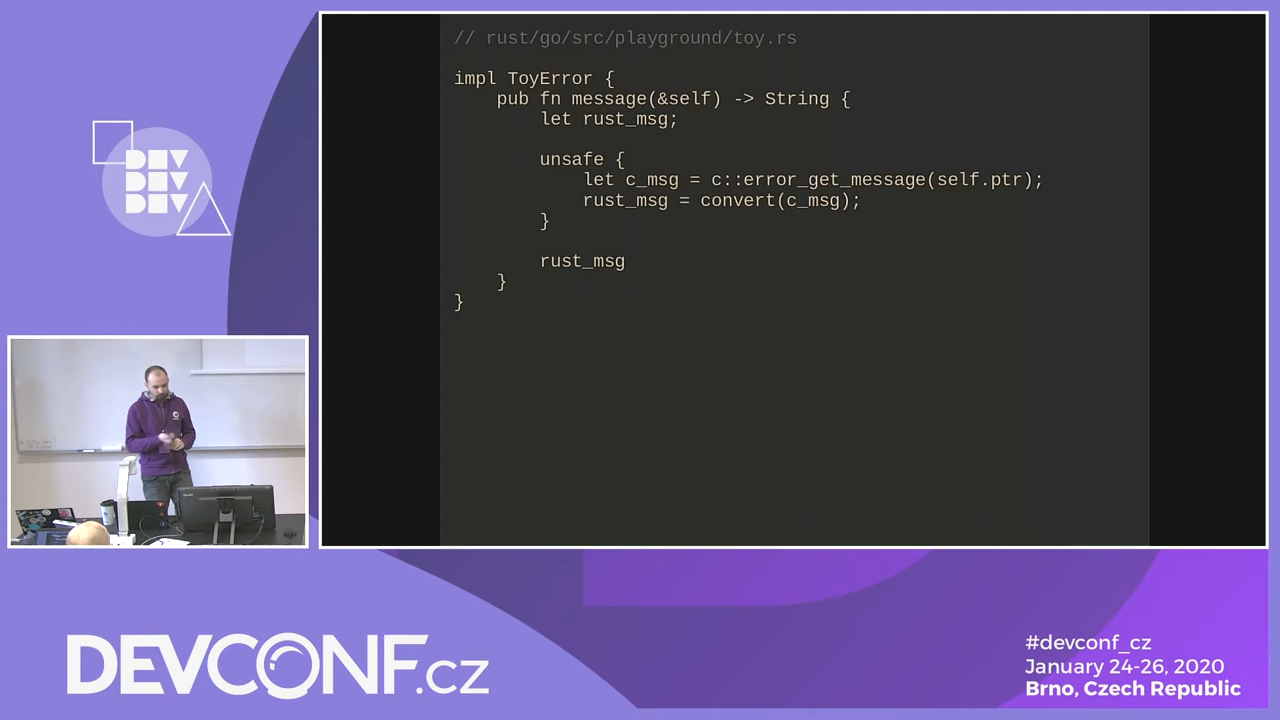 DEV
DEV
DEV
// rust/go/src/playground/toy.rs
impl ToyError {
    pub fn message(&self) -> String {
        let rust_msg;
        unsafe {
            let c_msg = c::error_get_message(self.ptr);
            rust_msg = convert(c_msg);
        }
        rust_msg
    }
}
DEVCONF.cz
#devconf_cz
January 24-26, 2020
Brno, Czech Republic